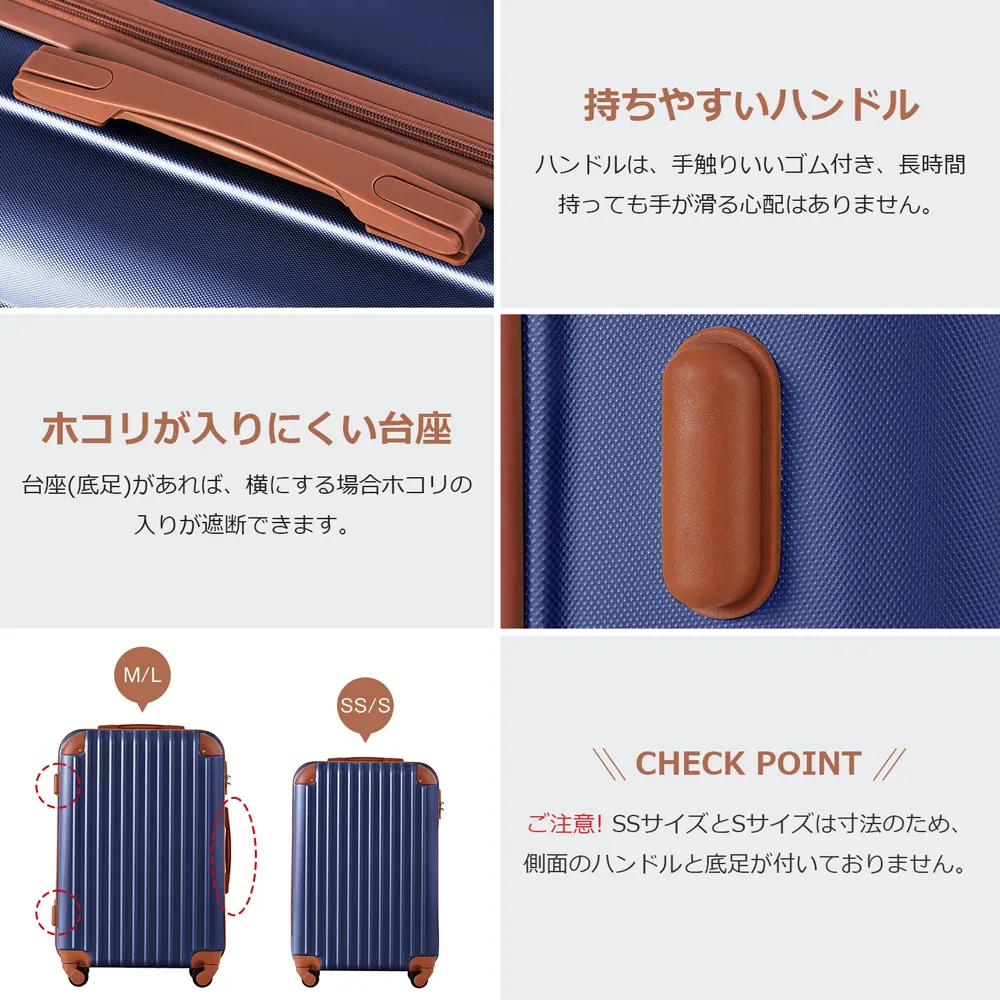 持ちやすいハンドル
ハンドルは、手触りいいゴム付き、長時間
持っても手が滑る心配はありません。
ホコリが入りにくい台座
台座(底足)があれば、横にする場合ホコリの
入りが遮断できます。
M/L
SS/S
CHECK POINT
ご注意! SSサイズとSサイズは寸法のため、
側面のハンドルと底足が付いておりません。